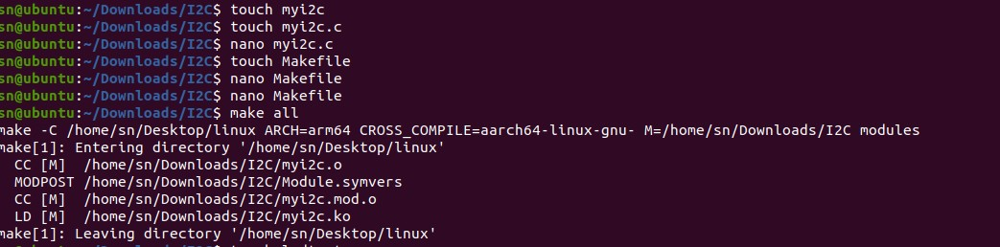 sn@ubuntu:~/Downloads/I2C$ touch myi2c
sn@ubuntu:~/Downloads/I2C$ touch myi2c.c
sn@ubuntu:~/Downloads/I2C$ nano myi2c.c
sn@ubuntu:~/Downloads/I2C$ touch Makefile
sn@ubuntu:~/Downloads/I2C$ nano Makefile
sn@ubuntu:~/Downloads/I2C$ nano Makefile
sn@ubuntu:~/Downloads/I2C$ make all
make -C /home/sn/Desktop/linux ARCH=arm64 CROSS_COMPILE=aarch64-linux-gnu- M=/home/sn/Downloads/I2C modules
make[1]: Entering directory '/home/sn/Desktop/linux'
  CC [M]  /home/sn/Downloads/I2C/myi2c.o
  MODPOST /home/sn/Downloads/I2C/Module.symvers
  CC [M]  /home/sn/Downloads/I2C/myi2c.mod.o
  LD [M]  /home/sn/Downloads/I2C/myi2c.ko
make[1]: Leaving directory '/home/sn/Desktop/linux'